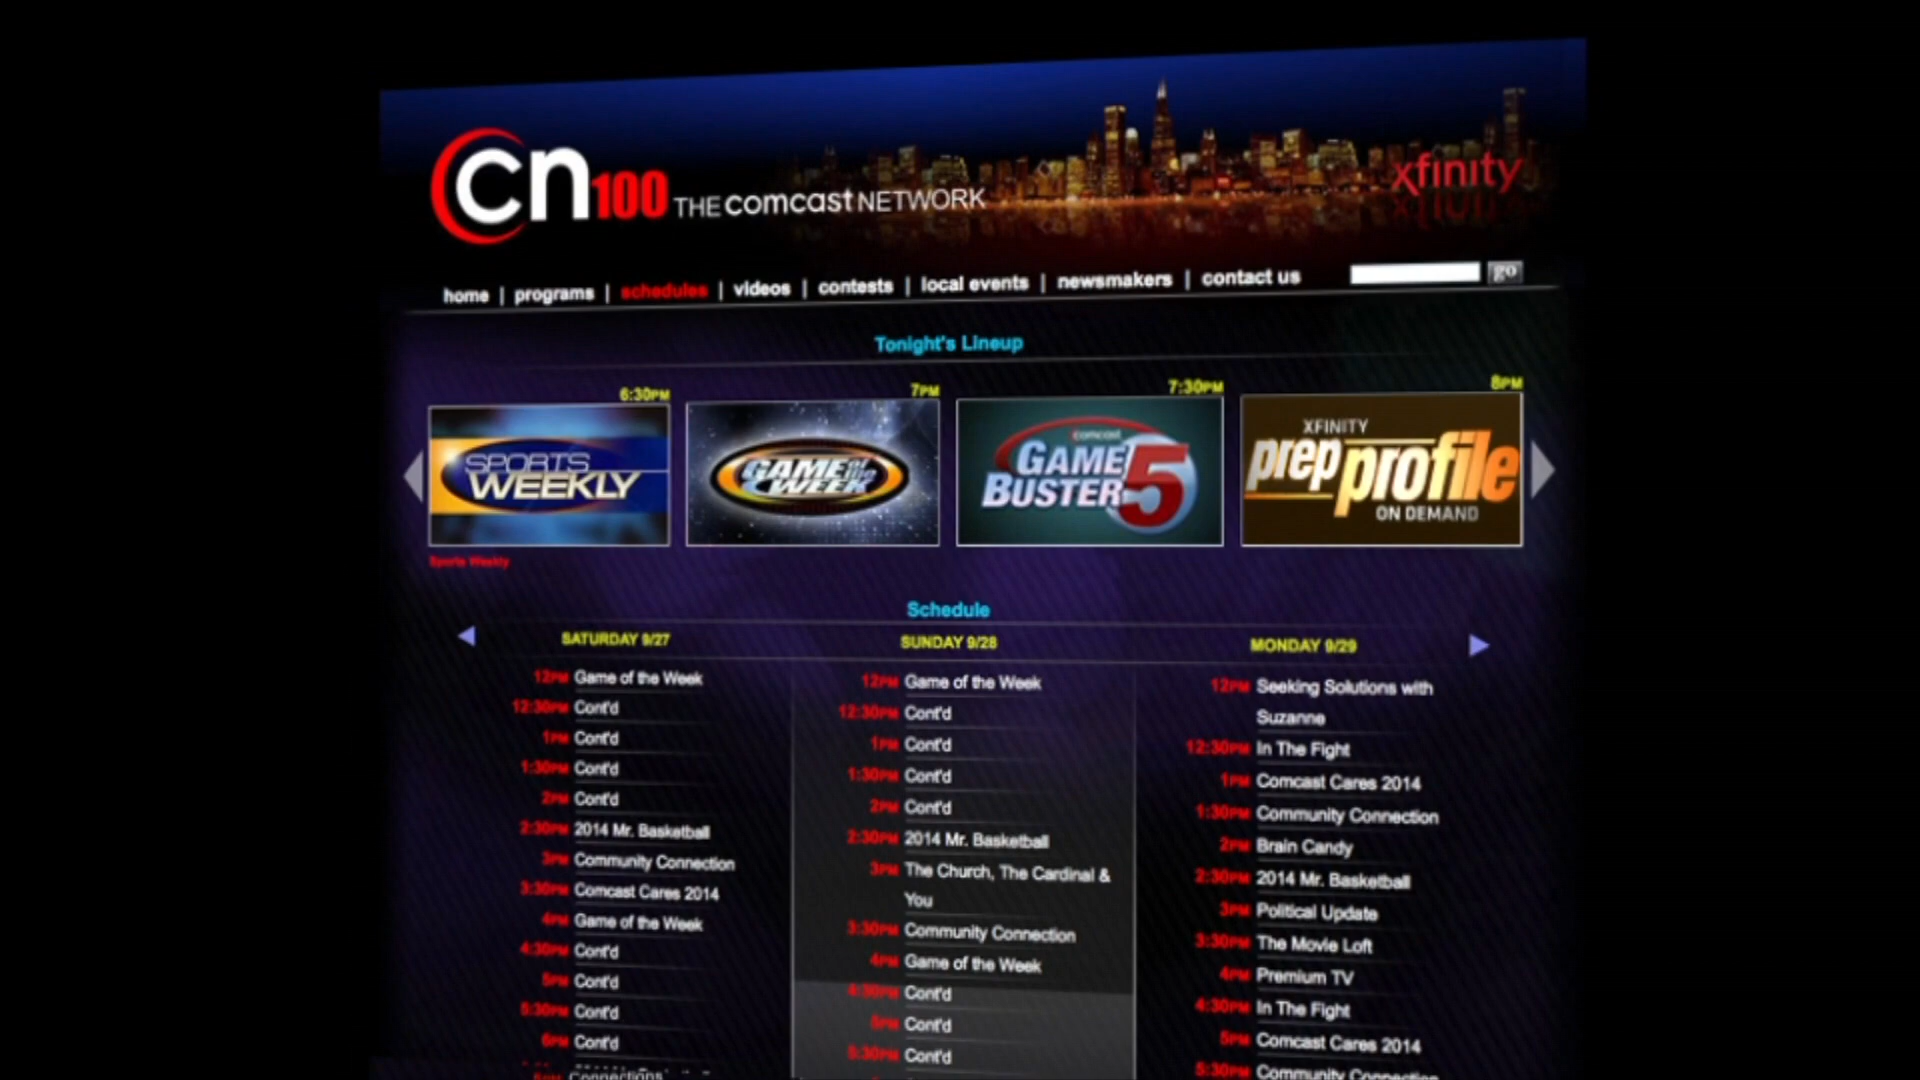 cn100 THE comcast NETWORK
xfinity
home | programs | schedules | videos | contests | local events | newsmakers | contact us
go
Tonight's Lineup
6:30PM
7PM
7:30PM
8PM
SPORTS
WEEKLY
GAME of the
WEEK
comcast
GAME
BUSTER 5
XFINITY
prep profile
ON DEMAND
Sports Weekly
Schedule
SATURDAY 9/27
12PM Game of the Week
12:30PM Cont'd
1PM Cont'd
1:30PM Cont'd
2PM Cont'd
2:30PM 2014 Mr. Basketball
3PM Community Connection
3:30PM Comcast Cares 2014
4PM Game of the Week
4:30PM Cont'd
5PM Cont'd
5:30PM Cont'd
6PM Cont'd
Connections
SUNDAY 9/28
12PM Game of the Week
12:30PM Cont'd
1PM Cont'd
1:30PM Cont'd
2PM Cont'd
2:30PM 2014 Mr. Basketball
3PM The Church, The Cardinal &
You
3:30PM Community Connection
4PM Game of the Week
4:30PM Cont'd
5PM Cont'd
5:30PM Cont'd
MONDAY 9/29
12PM Seeking Solutions with
Suzanne
12:30PM In The Fight
1PM Comcast Cares 2014
1:30PM Community Connection
2PM Brain Candy
2:30PM 2014 Mr. Basketball
3PM Political Update
3:30PM The Movie Loft
4PM Premium TV
4:30PM In The Fight
5PM Comcast Cares 2014
5:30PM Community Connection